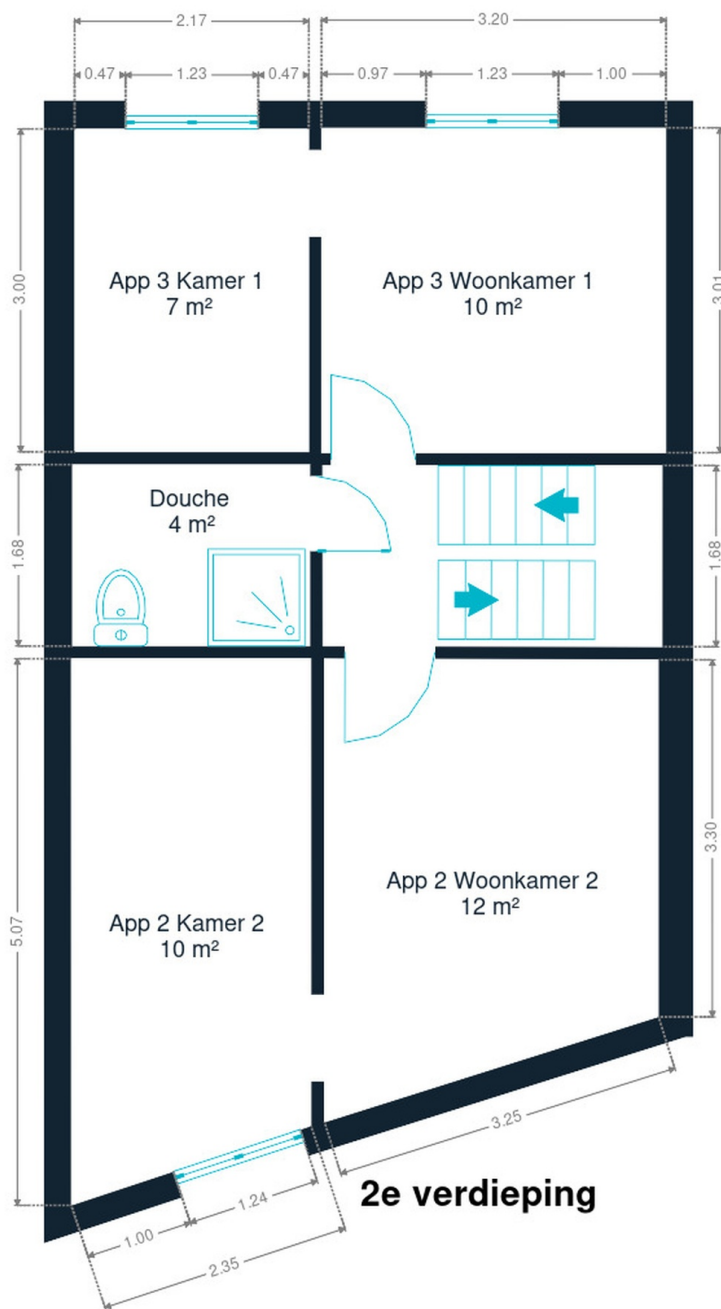 2.17
3.20
0.47
1.23
0.47
0.97
1.23
1.00
3.00
3.01
App 3 Kamer 1
7 m²
App 3 Woonkamer 1
10 m²
1.68
1.68
Douche
4 m²
5.07
3.30
App 2 Kamer 2
10 m²
App 2 Woonkamer 2
12 m²
3.25
1.24
1.00
2.35
2e verdieping